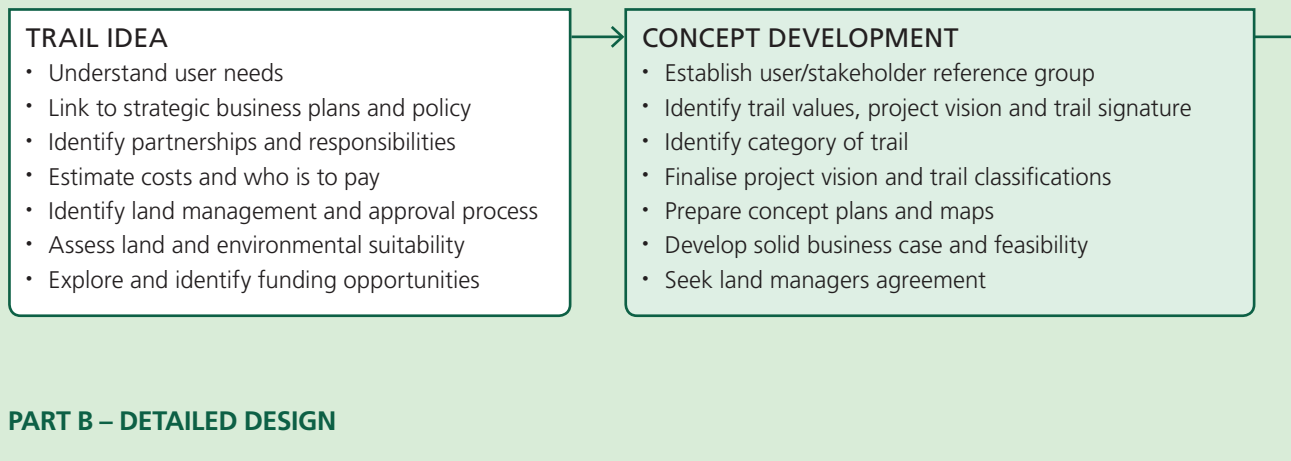 TRAIL IDEA
• Understand user needs
• Link to strategic business plans and policy
• Identify partnerships and responsibilities
• Estimate costs and who is to pay
• Identify land management and approval process
• Assess land and environmental suitability
• Explore and identify funding opportunities
CONCEPT DEVELOPMENT
• Establish user/stakeholder reference group
• Identify trail values, project vision and trail signature
• Identify category of trail
• Finalise project vision and trail classifications
• Prepare concept plans and maps
• Develop solid business case and feasibility
• Seek land managers agreement
PART B – DETAILED DESIGN